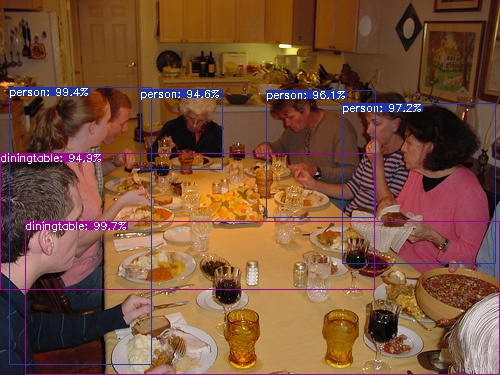 person: 99.4%
person: 94.6%
person: 96.1%
person: 97.2%
diningtable: 94.9%
diningtable: 99.7%